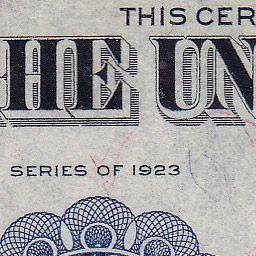 THIS CER
HE UN
SERIES OF 1923